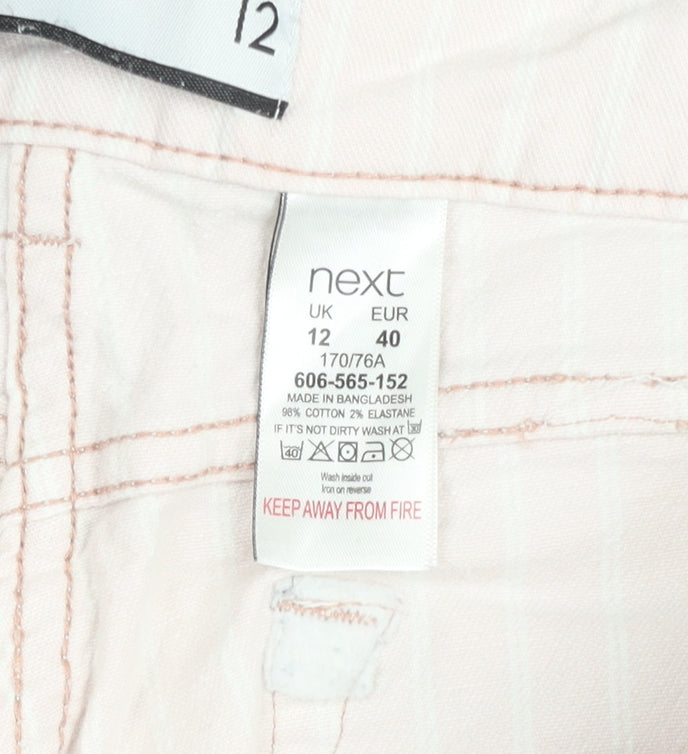 12
next
UK EUR
12 40
170/76A
606-565-152
MADE IN BANGLADESH
98% COTTON 2% ELASTANE
IF IT'S NOT DIRTY WASH AT 30
40
Wash inside out
Iron on reverse
KEEP AWAY FROM FIRE